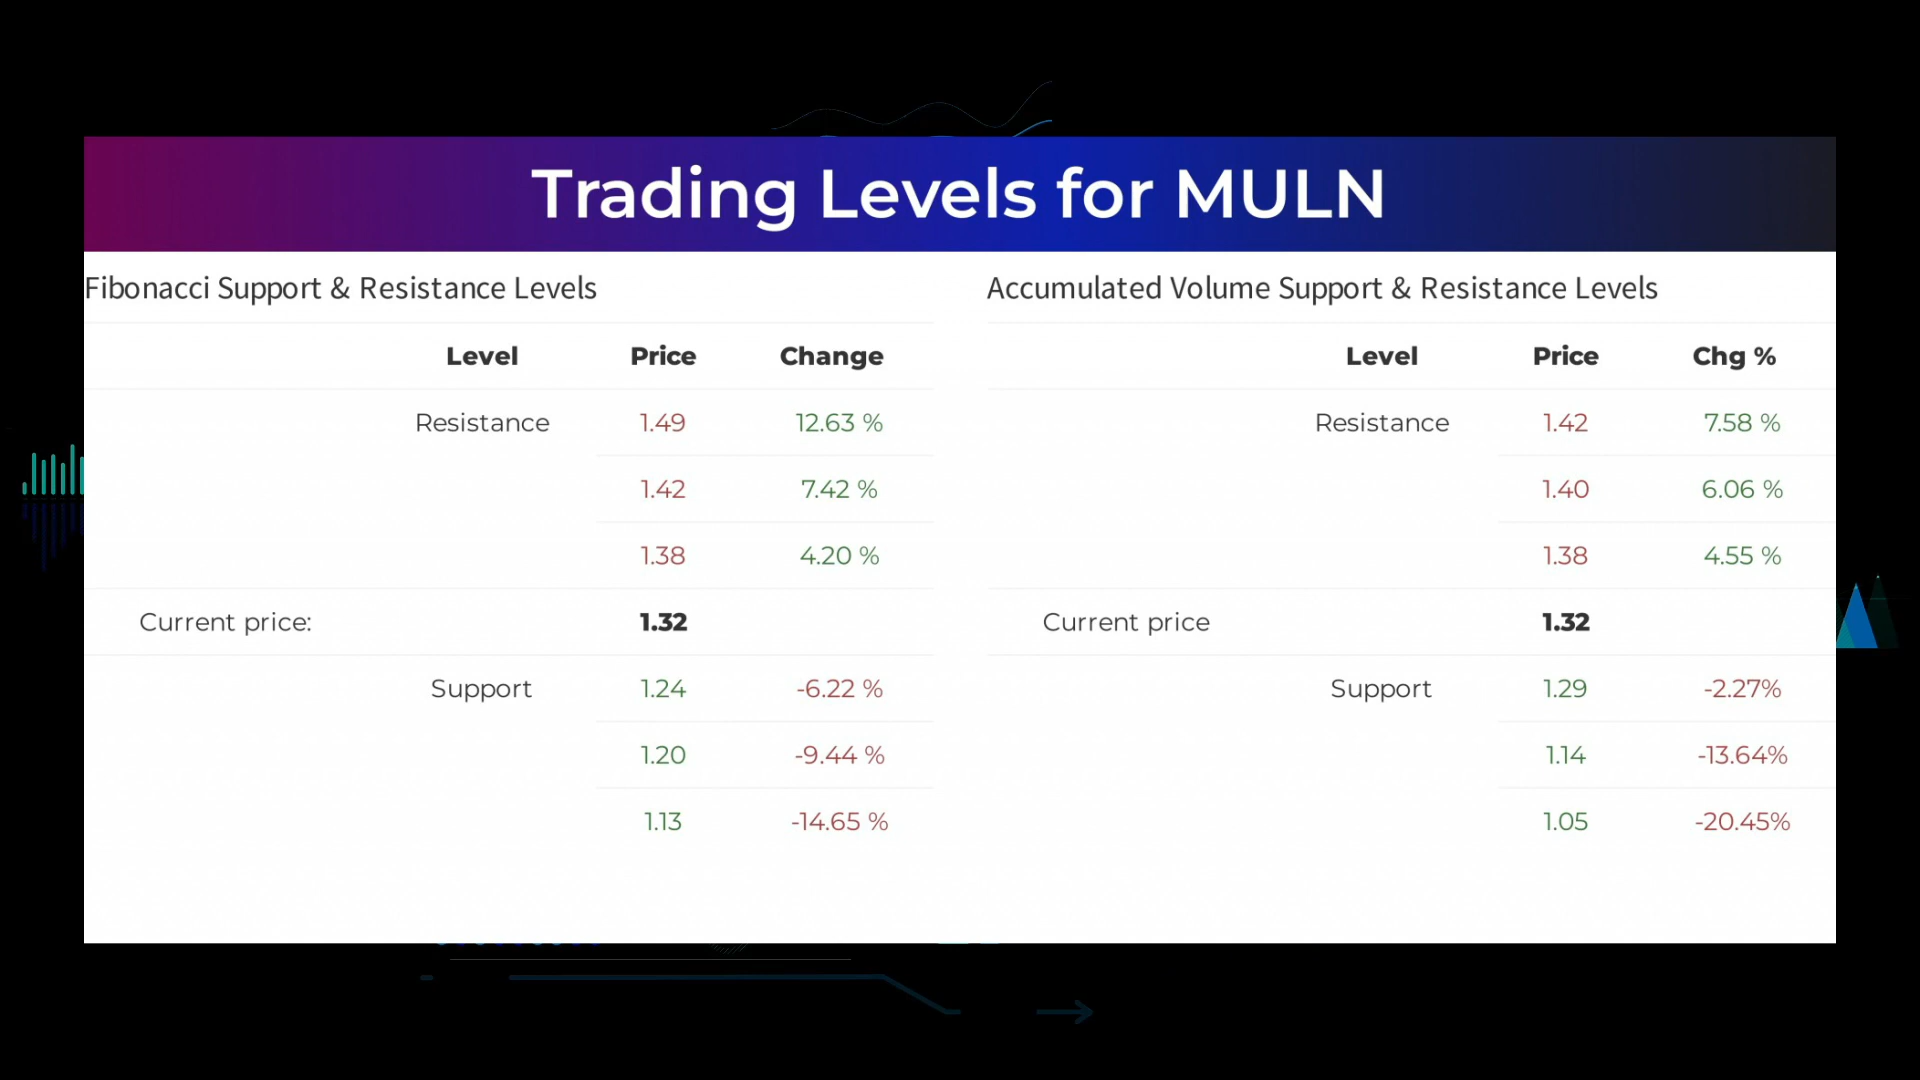 Trading Levels for MULN
Fibonacci Support & Resistance Levels
Level Price Change
Resistance 1.49 12.63 %
1.42 7.42 %
1.38 4.20 %
Current price: 1.32
Support 1.24 -6.22 %
1.20 -9.44 %
1.13 -14.65 %
Accumulated Volume Support & Resistance Levels
Level Price Chg %
Resistance 1.42 7.58 %
1.40 6.06 %
1.38 4.55 %
Current price 1.32
Support 1.29 -2.27%
1.14 -13.64%
1.05 -20.45%